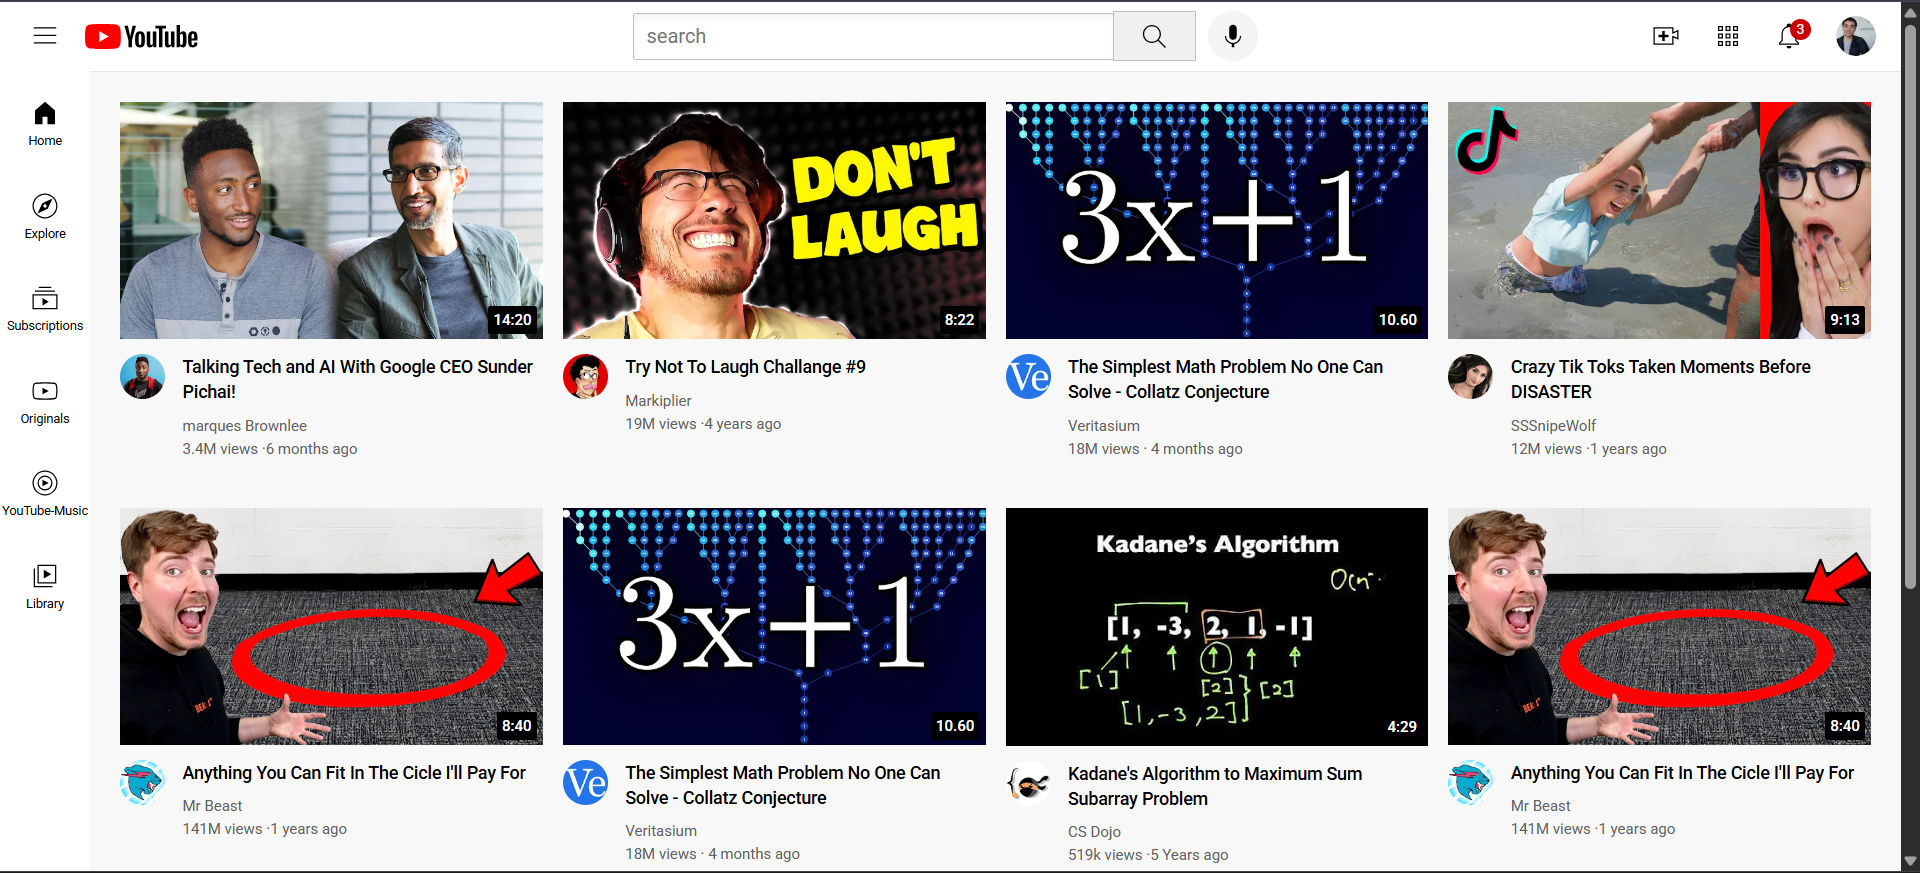 YouTube
search
3
Home
Explore
Subscriptions
Originals
YouTube-Music
Library
DON'T
LAUGH
3x+1
14:20
8:22
10.60
9:13
Talking Tech and AI With Google CEO Sunder
Pichai!
marques Brownlee
3.4M views ·6 months ago
Try Not To Laugh Challange #9
Markiplier
19M views ·4 years ago
Ve
The Simplest Math Problem No One Can
Solve - Collatz Conjecture
Veritasium
18M views · 4 months ago
Crazy Tik Toks Taken Moments Before
DISASTER
SSSnipeWolf
12M views ·1 years ago
8:40
3x+1
10.60
Kadane's Algorithm
[1, -3, 2, 1, -1]
[1]
[2]
[2]
[1,-3,2]
4:29
8:40
Anything You Can Fit In The Cicle I'll Pay For
Mr Beast
141M views ·1 years ago
Ve
The Simplest Math Problem No One Can
Solve - Collatz Conjecture
Veritasium
18M views · 4 months ago
Kadane's Algorithm to Maximum Sum
Subarray Problem
CS Dojo
519k views ·5 Years ago
Anything You Can Fit In The Cicle I'll Pay For
Mr Beast
141M views ·1 years ago